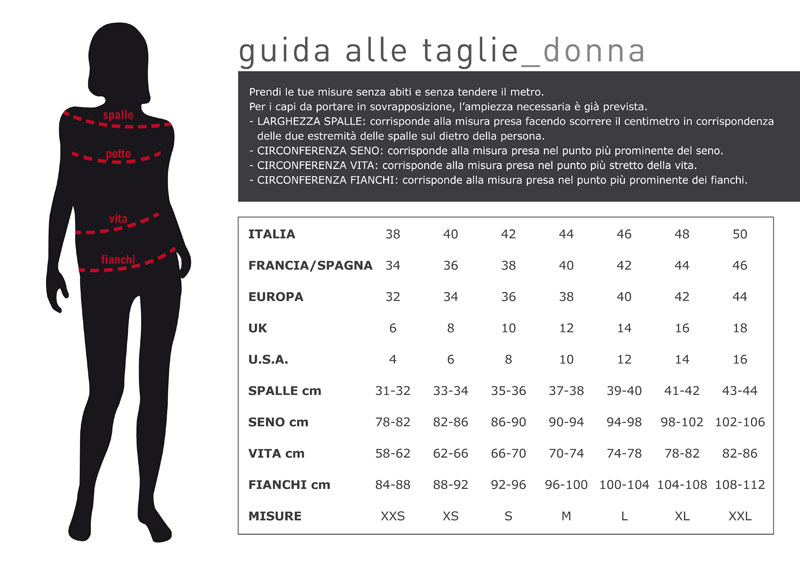 guida alle taglie_donna
Prendi le tue misure senza abiti e senza tendere il metro.
Per i capi da portare in sovrapposizione, l'ampiezza necessaria è già prevista.
- LARGHEZZA SPALLE: corrisponde alla misura presa facendo scorrere il centimetro in corrispondenza
delle due estremità delle spalle sul dietro della persona.
- CIRCONFERENZA SENO: corrisponde alla misura presa nel punto più prominente del seno.
- CIRCONFERENZA VITA: corrisponde alla misura presa nel punto più stretto della vita.
- CIRCONFERENZA FIANCHI: corrisponde alla misura presa nel punto più prominente dei fianchi.
spalle
petto
vita
fianchi
ITALIA 38 40 42 44 46 48 50
FRANCIA/SPAGNA 34 36 38 40 42 44 46
EUROPA 32 34 36 38 40 42 44
UK 6 8 10 12 14 16 18
U.S.A. 4 6 8 10 12 14 16
SPALLE cm 31-32 33-34 35-36 37-38 39-40 41-42 43-44
SENO cm 78-82 82-86 86-90 90-94 94-98 98-102 102-106
VITA cm 58-62 62-66 66-70 70-74 74-78 78-82 82-86
FIANCHI cm 84-88 88-92 92-96 96-100 100-104 104-108 108-112
MISURE XXS XS S M L XL XXL